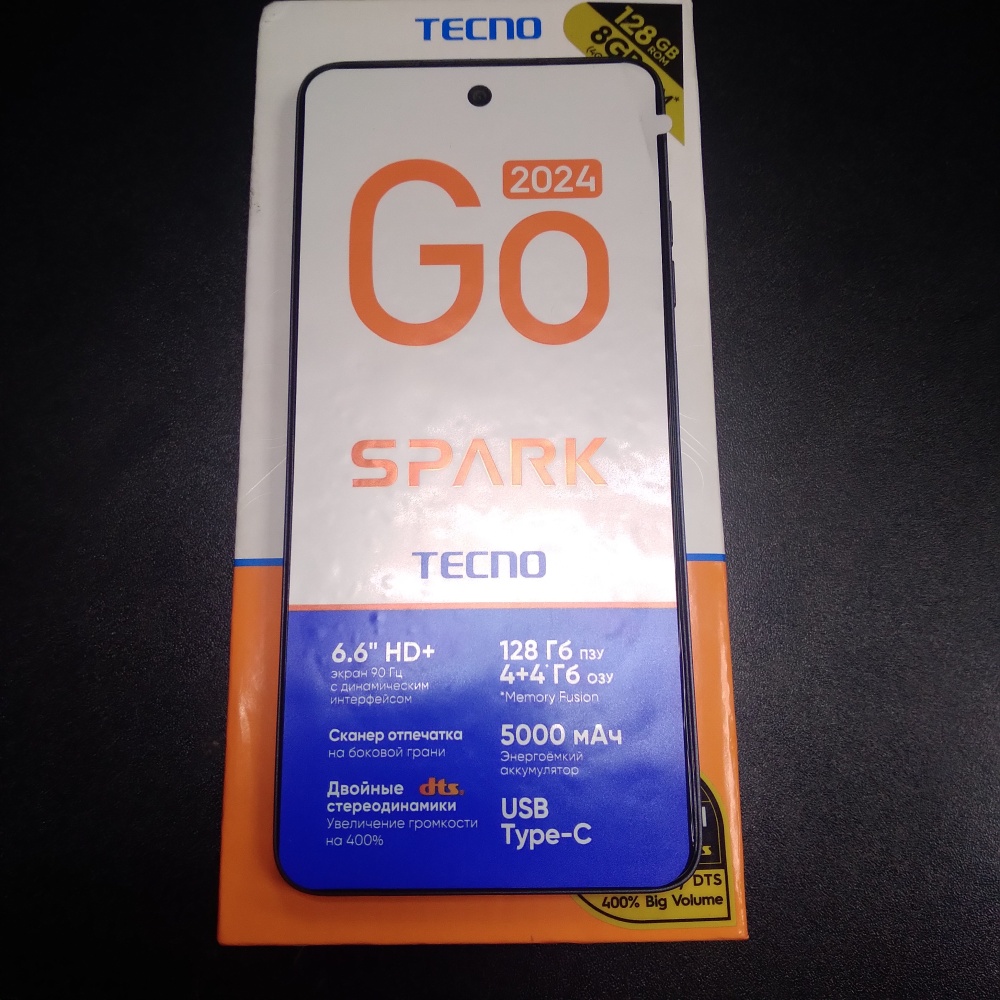 TECNO
128 GB
ROM
8G
2024
Go
SPARK
TECNO
6.6" HD+
экран 90 Гц
с динамическим
интерфейсом
Сканер отпечатка
на боковой грани
Двойные dts
стереодинамики
Увеличение громкости
на 400%
128 Гб ПЗУ
4+4* Гб ОЗУ
*Memory Fusion
5000 мАч
Энергоёмкий
аккумулятор
USB
Type-C
DTS
400% Big Volume